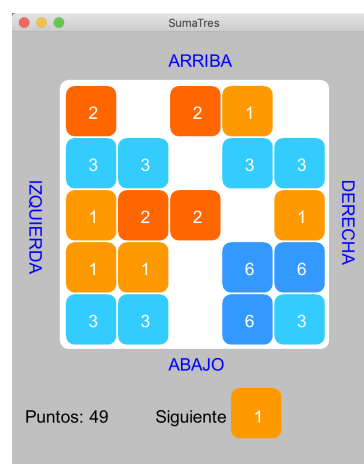 SumaTres
ARRIBA
2 2 1
3 3 3 3
IZQUIERDA
DERECHA
1 2 2 1
1 1 6 6
3 3 6 3
ABAJO
Puntos: 49 Siguiente 1